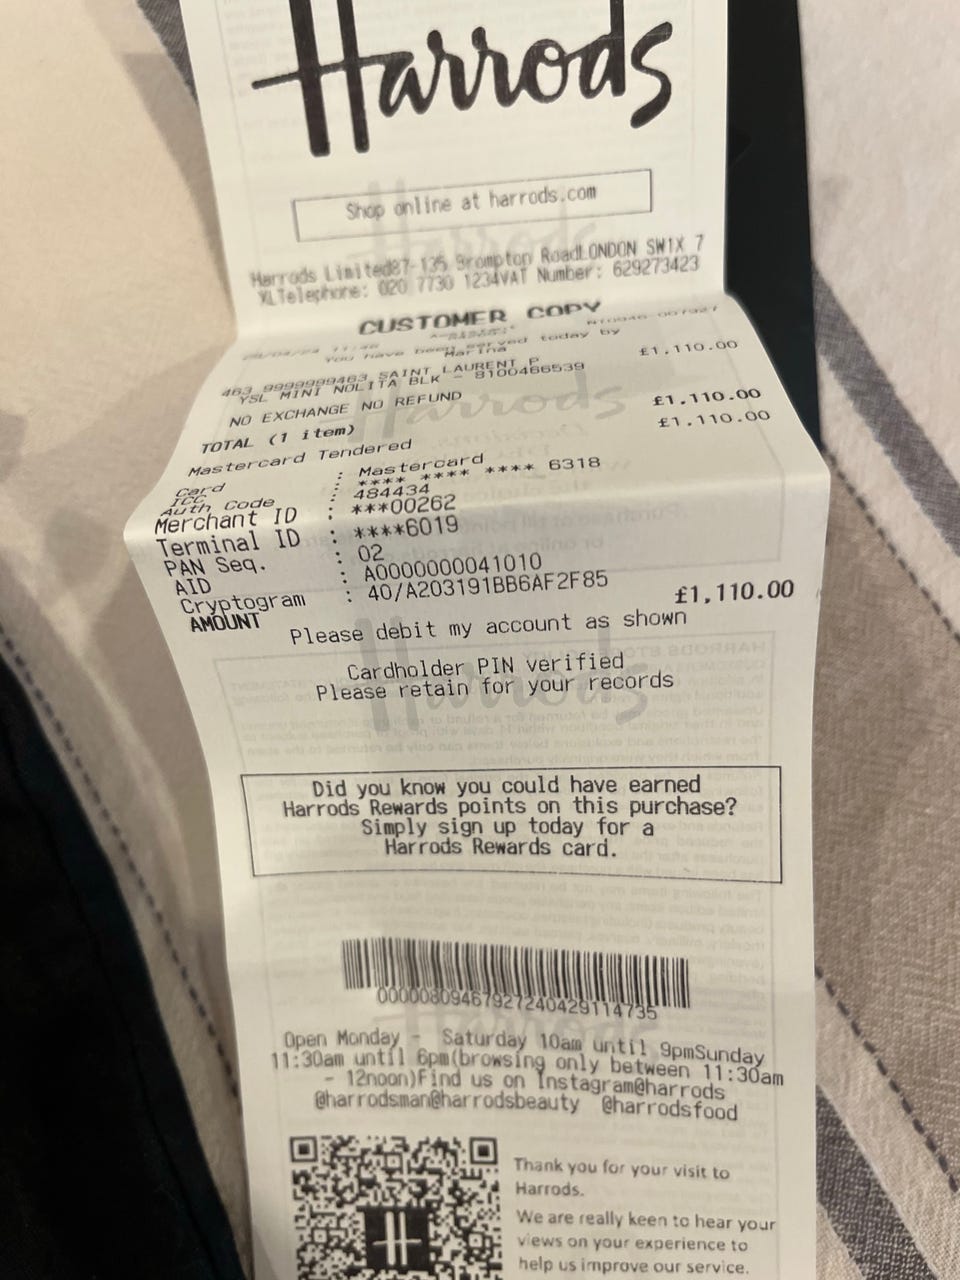 Harrods
Shop online at harrods.com
Harrods Limited87-135 Brompton RoadLONDON SW1X 7
XLTelephone: 020 7730 1234VAT Number: 629273423
CUSTOMER COPY
You have been served today by
Marina
463 9999999463 SAINT LAURENT P £1,110.00
YSL MINI NOLITA BLK - 8100466539
NO EXCHANGE NO REFUND
TOTAL (1 item) £1,110.00
Mastercard Tendered £1,110.00
Card : Mastercard
ICC : **** **** **** 6318
Auth Code : 484434
Merchant ID : ***00262
Terminal ID : ****6019
PAN Seq. : 02
AID : A0000000041010
Cryptogram : 40/A203191BB6AF2F85
AMOUNT £1,110.00
Please debit my account as shown
Cardholder PIN verified
Please retain for your records
Did you know you could have earned
Harrods Rewards points on this purchase?
Simply sign up today for a
Harrods Rewards card.
00000809467927240429114735
Open Monday - Saturday 10am until 9pmSunday
11:30am until 6pm(browsing only between 11:30am
- 12noon)Find us on Instagram@harrods
@harrodsman@harrodsbeauty @harrodsfood
Thank you for your visit to
Harrods.
We are really keen to hear your
views on your experience to
help us improve our service.